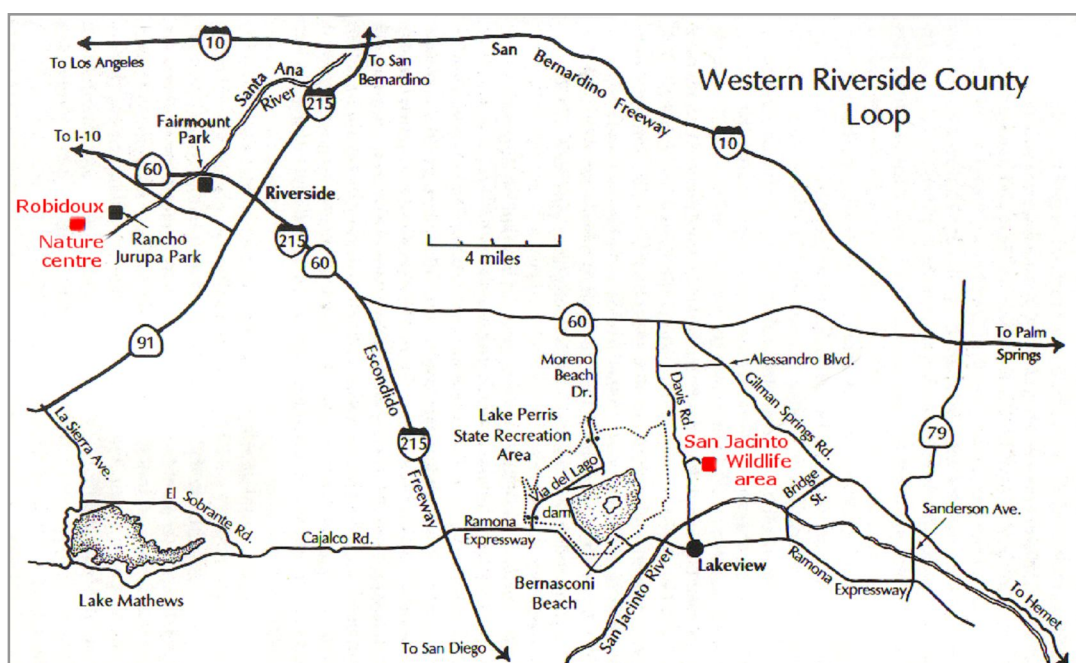 10
To Los Angeles
To San
Bernardino
San
Bernardino
Freeway
Western Riverside County
Loop
Santa Ana
River
215
10
Fairmount
Park
To I-10
60
Riverside
Robidoux
Nature
centre
Rancho
Jurupa Park
215
60
4 miles
91
60
To Palm
Springs
Escondido
Freeway
Moreno
Beach
Dr.
Alessandro Blvd.
Davis Rd.
Gilman Springs Rd.
La Sierra Ave.
Lake Perris
State Recreation
Area
215
San Jacinto
Wildlife
area
79
Via del Lago
Bridge
St.
El Sobrante Rd.
dam
Sanderson Ave.
Ramona
Expressway
Cajalco Rd.
Lakeview
Ramona
Expressway
Bernasconi
Beach
Lake Mathews
San Jacinto River
To Hemet
To San Diego